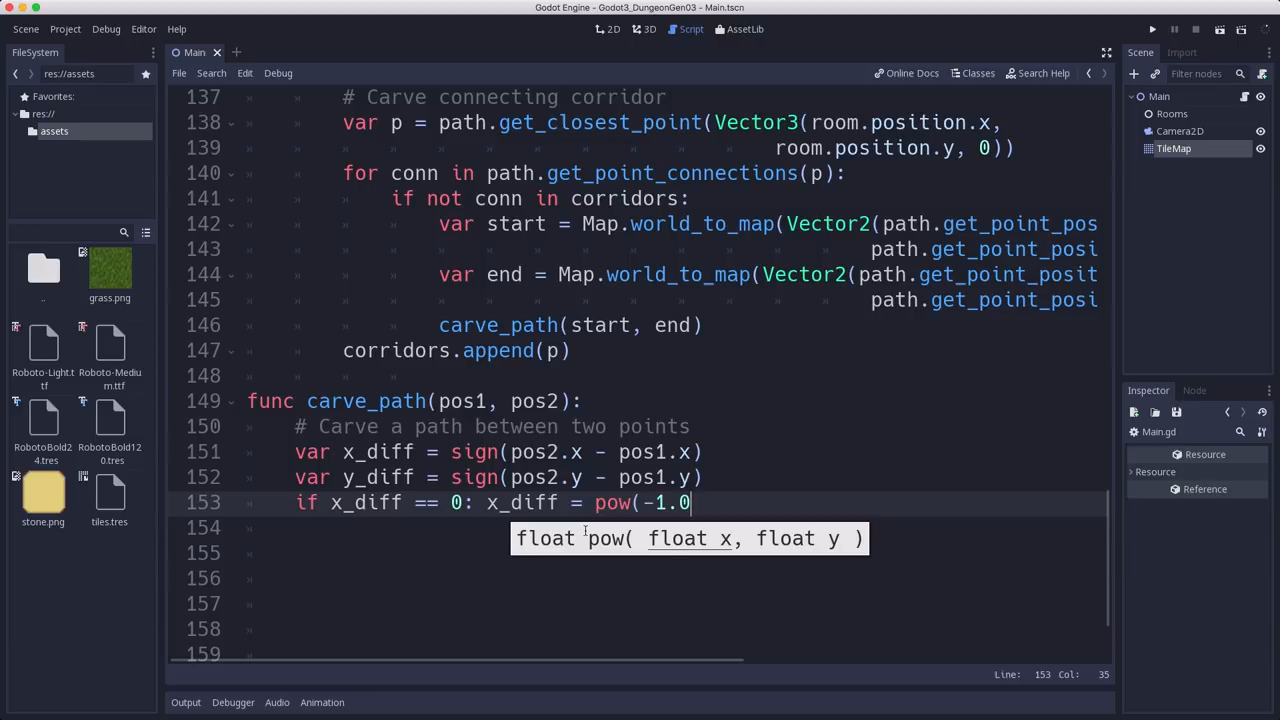 Godot Engine - Godot3_DungeonGen03 - Main.tscn
Scene Project Debug Editor Help
2D 3D Script AssetLib
FileSystem
res://assets
Favorites:
res://
assets
..
grass.png
Roboto-Light.t
tf
Roboto-Mediu
m.ttf
RobotoBold2
4.tres
RobotoBold12
0.tres
stone.png
tiles.tres
Main
File Search Edit Debug
Online Docs Classes Search Help
137 # Carve connecting corridor
138 var p = path.get_closest_point(Vector3(room.position.x,
139 room.position.y, 0))
140 for conn in path.get_point_connections(p):
141 if not conn in corridors:
142 var start = Map.world_to_map(Vector2(path.get_point_pos
143 path.get_point_posi
144 var end = Map.world_to_map(Vector2(path.get_point_posit
145 path.get_point_posi
146 carve_path(start, end)
147 corridors.append(p)
148
149 func carve_path(pos1, pos2):
150 # Carve a path between two points
151 var x_diff = sign(pos2.x - pos1.x)
152 var y_diff = sign(pos2.y - pos1.y)
153 if x_diff == 0: x_diff = pow(-1.0
154
float pow( float x, float y )
155
156
157
158
159
Line: 153 Col: 35
Output Debugger Audio Animation
Scene Import
Filter nodes
Main
Rooms
Camera2D
TileMap
Inspector Node
Main.gd
Resource
Resource
Reference